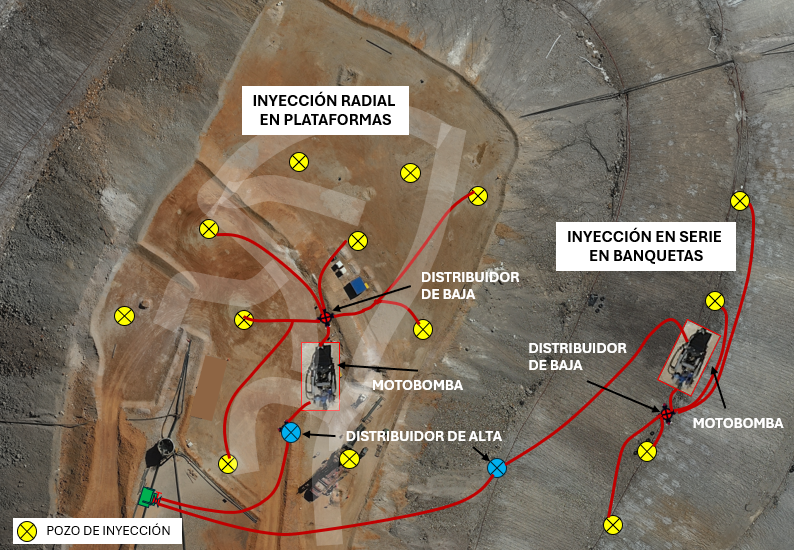 INYECCIÓN RADIAL
EN PLATAFORMAS
INYECCIÓN EN SERIE
EN BANQUETAS
DISTRIBUIDOR
DE BAJA
DISTRIBUIDOR
DE BAJA
MOTOBOMBA
MOTOBOMBA
DISTRIBUIDOR DE ALTA
POZO DE INYECCIÓN